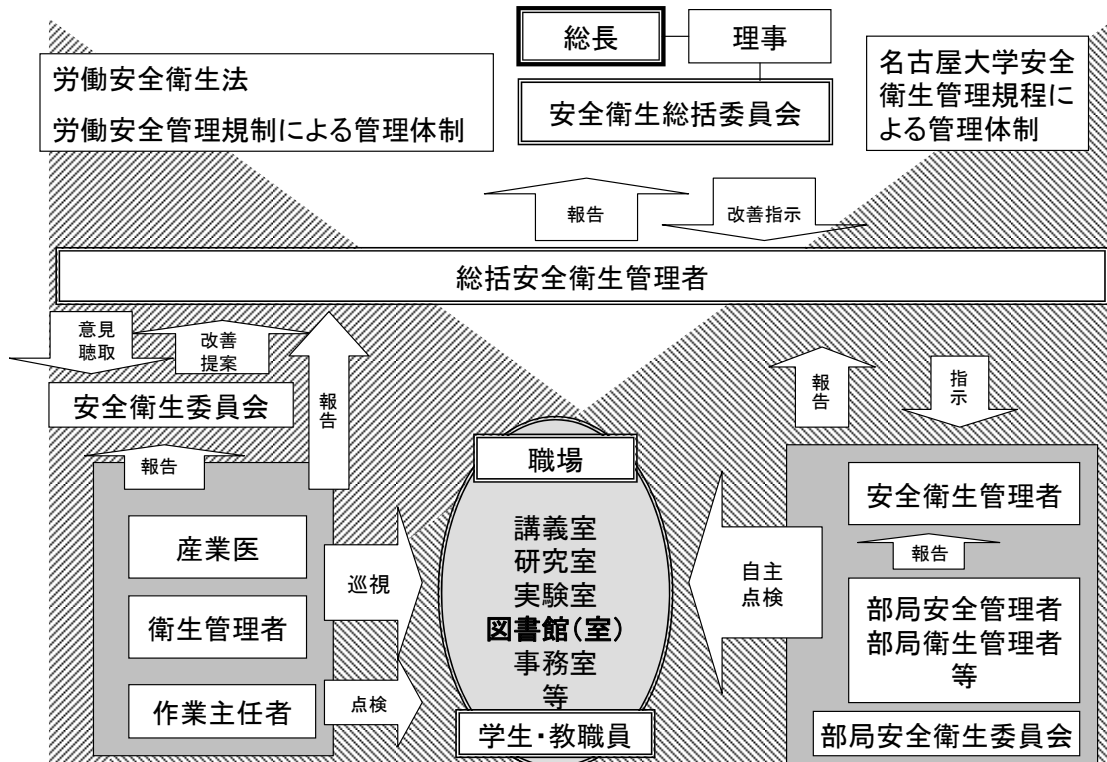 総長
理事
労働安全衛生法
労働安全管理規制による管理体制
安全衛生総括委員会
名古屋大学安全
衛生管理規程に
よる管理体制
報告
改善指示
総括安全衛生管理者
意見
聴取
改善
提案
報告
報告
指示
安全衛生委員会
報告
職場
産業医
衛生管理者
作業主任者
巡視
点検
講義室
研究室
実験室
図書館(室)
事務室
等
学生・教職員
自主
点検
安全衛生管理者
報告
部局安全管理者
部局衛生管理者
等
部局安全衛生委員会